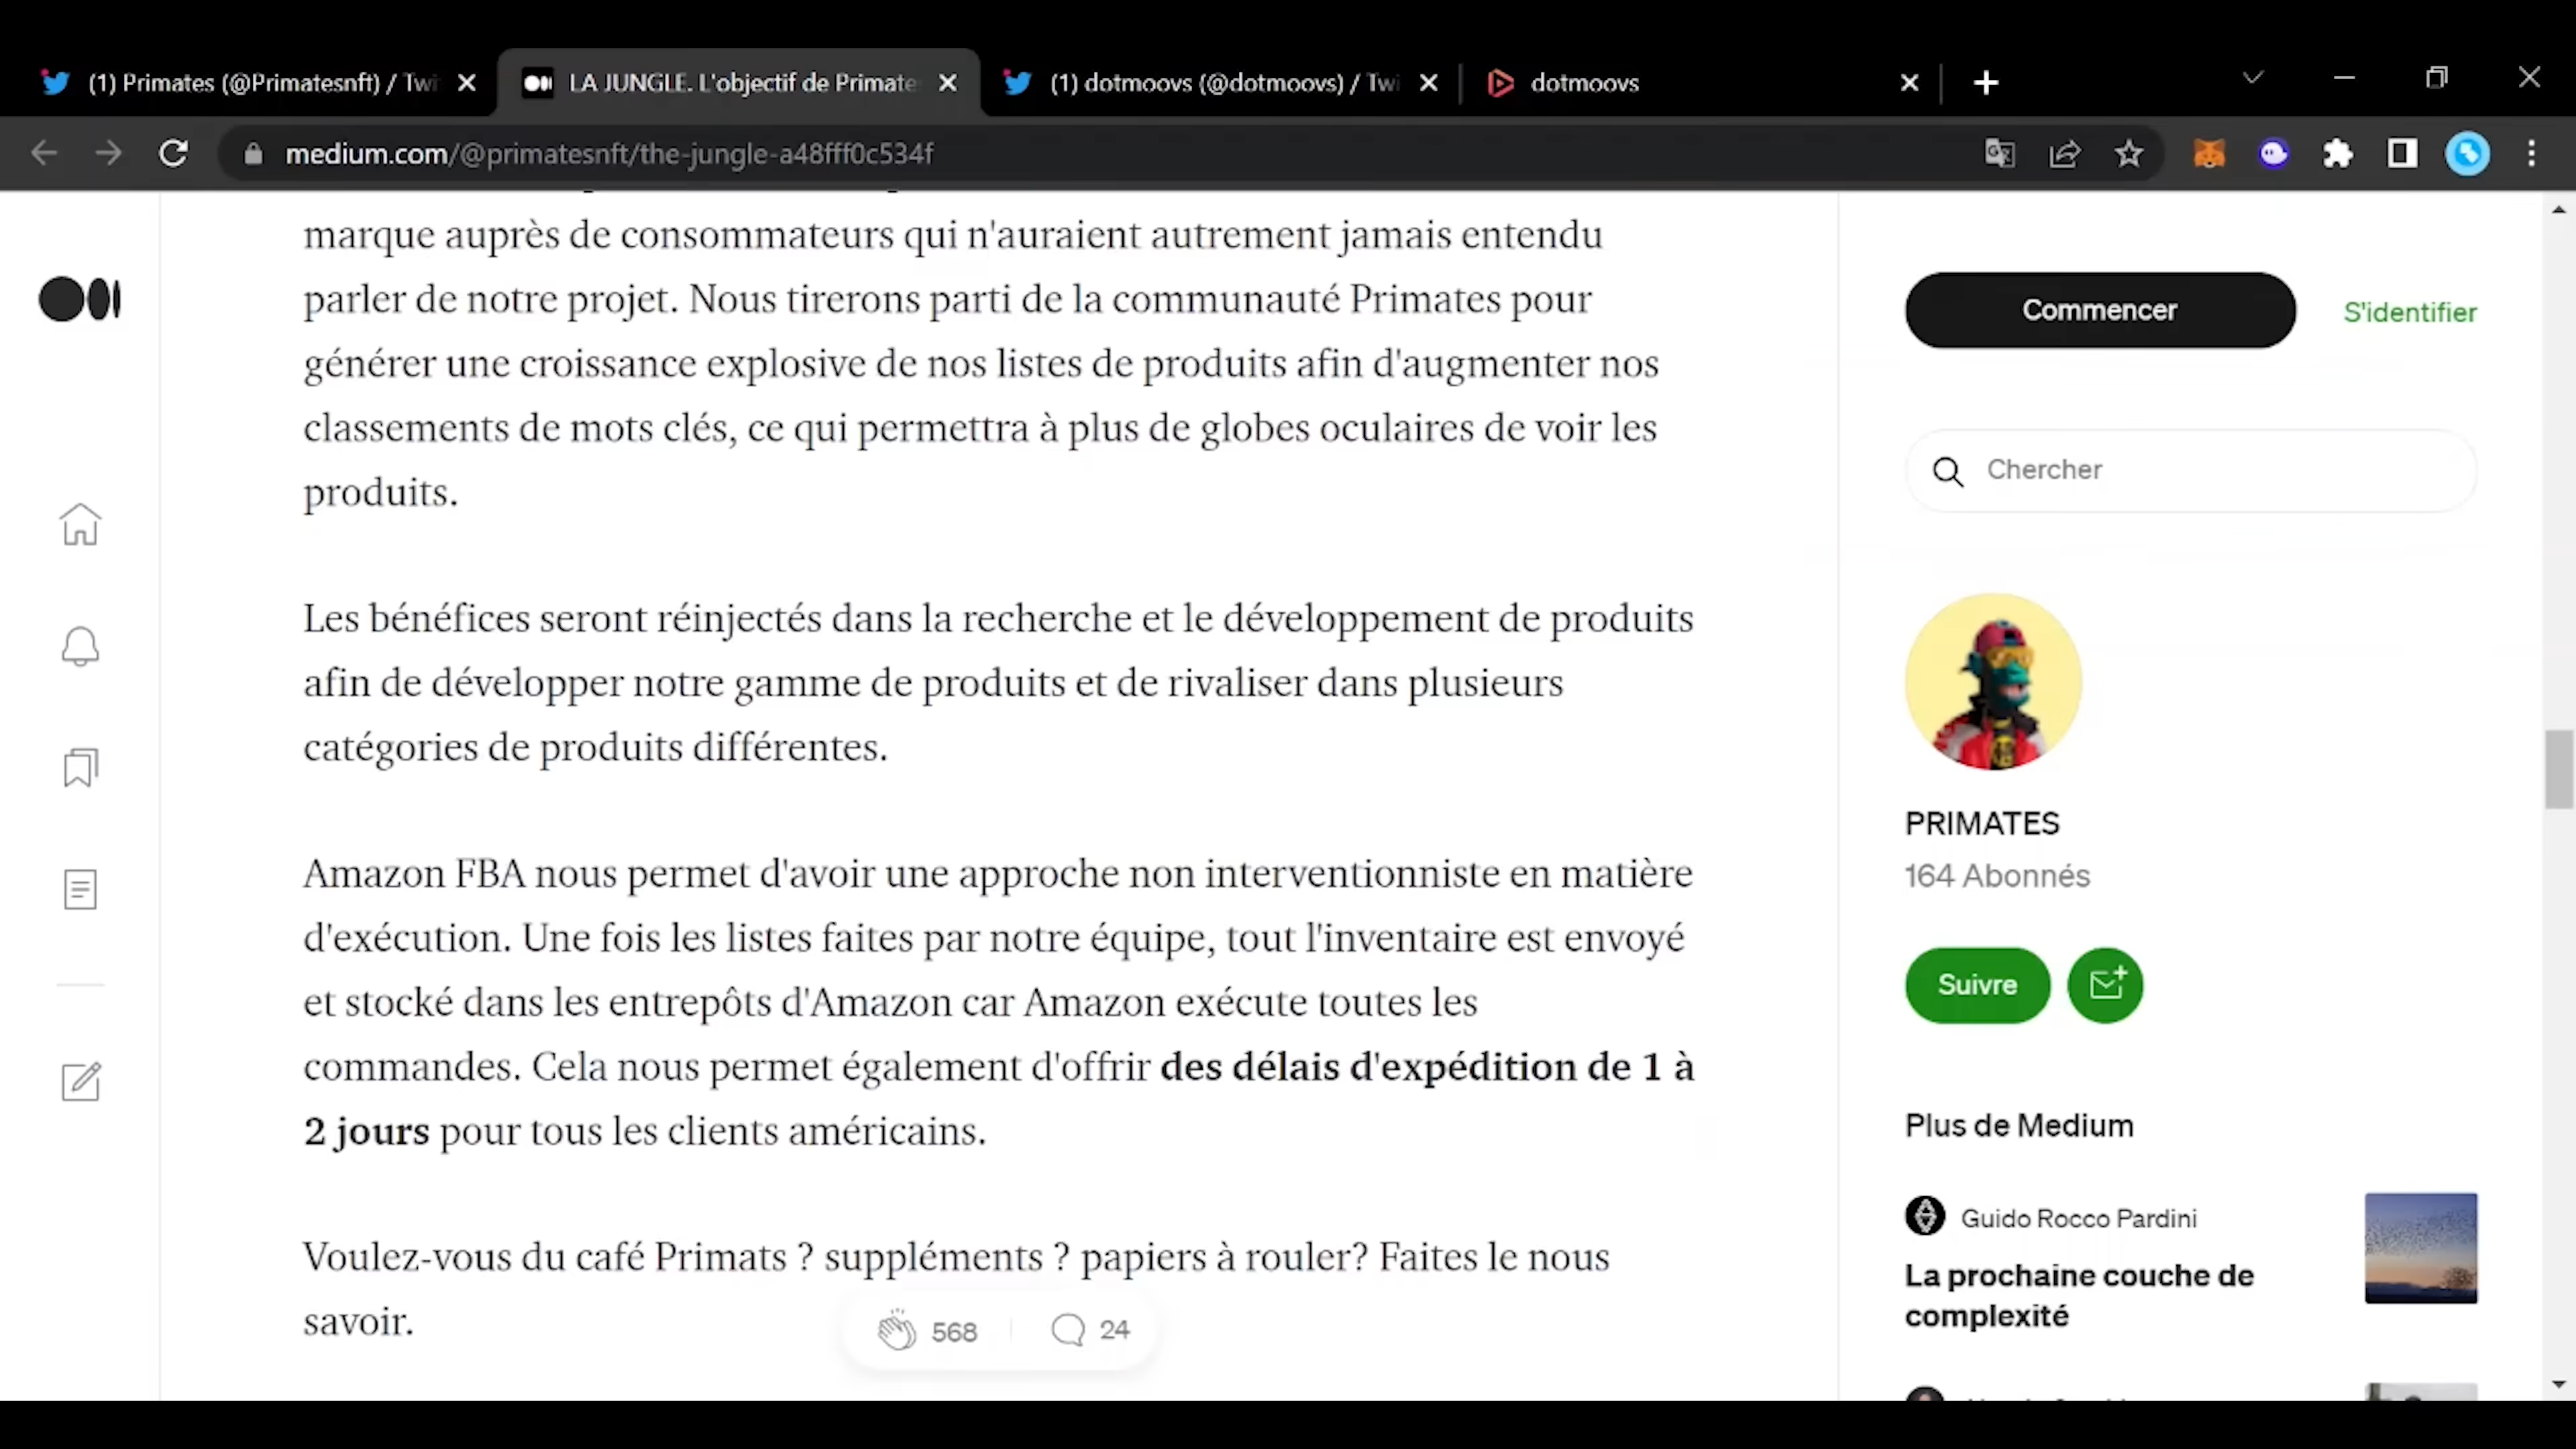 (1) Primates (@Primatesnft) / Twi
LA JUNGLE. L'objectif de Primate
(1) dotmoovs (@dotmoovs) / Twi
dotmoovs
medium.com/@primatesnft/the-jungle-a48fff0c534f
marque auprès de consommateurs qui n'auraient autrement jamais entendu
parler de notre projet. Nous tirerons parti de la communauté Primates pour
générer une croissance explosive de nos listes de produits afin d'augmenter nos
classements de mots clés, ce qui permettra à plus de globes oculaires de voir les
produits.
Les bénéfices seront réinjectés dans la recherche et le développement de produits
afin de développer notre gamme de produits et de rivaliser dans plusieurs
catégories de produits différentes.
Amazon FBA nous permet d'avoir une approche non interventionniste en matière
d'exécution. Une fois les listes faites par notre équipe, tout l'inventaire est envoyé
et stocké dans les entrepôts d'Amazon car Amazon exécute toutes les
commandes. Cela nous permet également d'offrir des délais d'expédition de 1 à
2 jours pour tous les clients américains.
Voulez-vous du café Primats ? suppléments ? papiers à rouler? Faites le nous
savoir.
568
24
Commencer
S'identifier
Chercher
PRIMATES
164 Abonnés
Suivre
Plus de Medium
Guido Rocco Pardini
La prochaine couche de
complexité